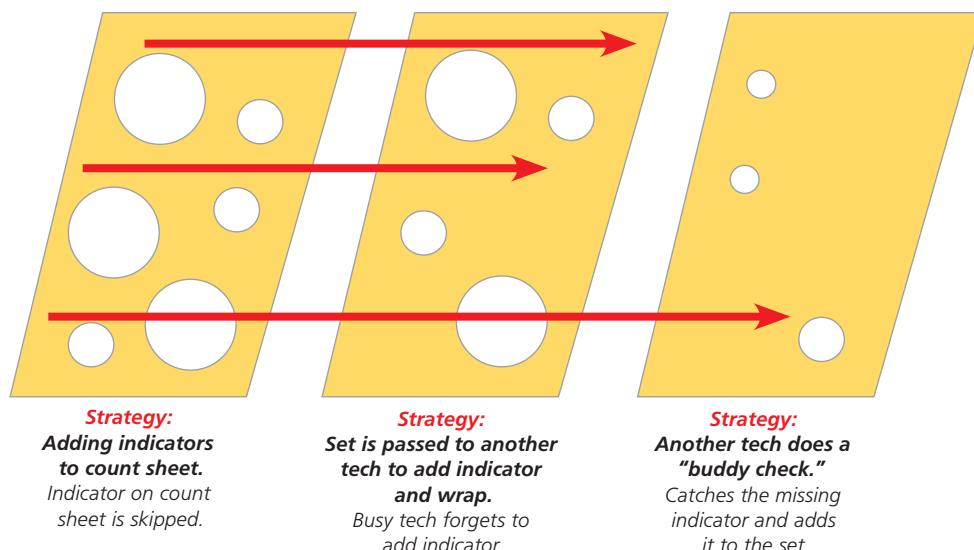 Strategy:
Adding indicators
to count sheet.
Indicator on count
sheet is skipped.
Strategy:
Set is passed to another
tech to add indicator
and wrap.
Busy tech forgets to
add indicator
Strategy:
Another tech does a
“buddy check.”
Catches the missing
indicator and adds
it to the set